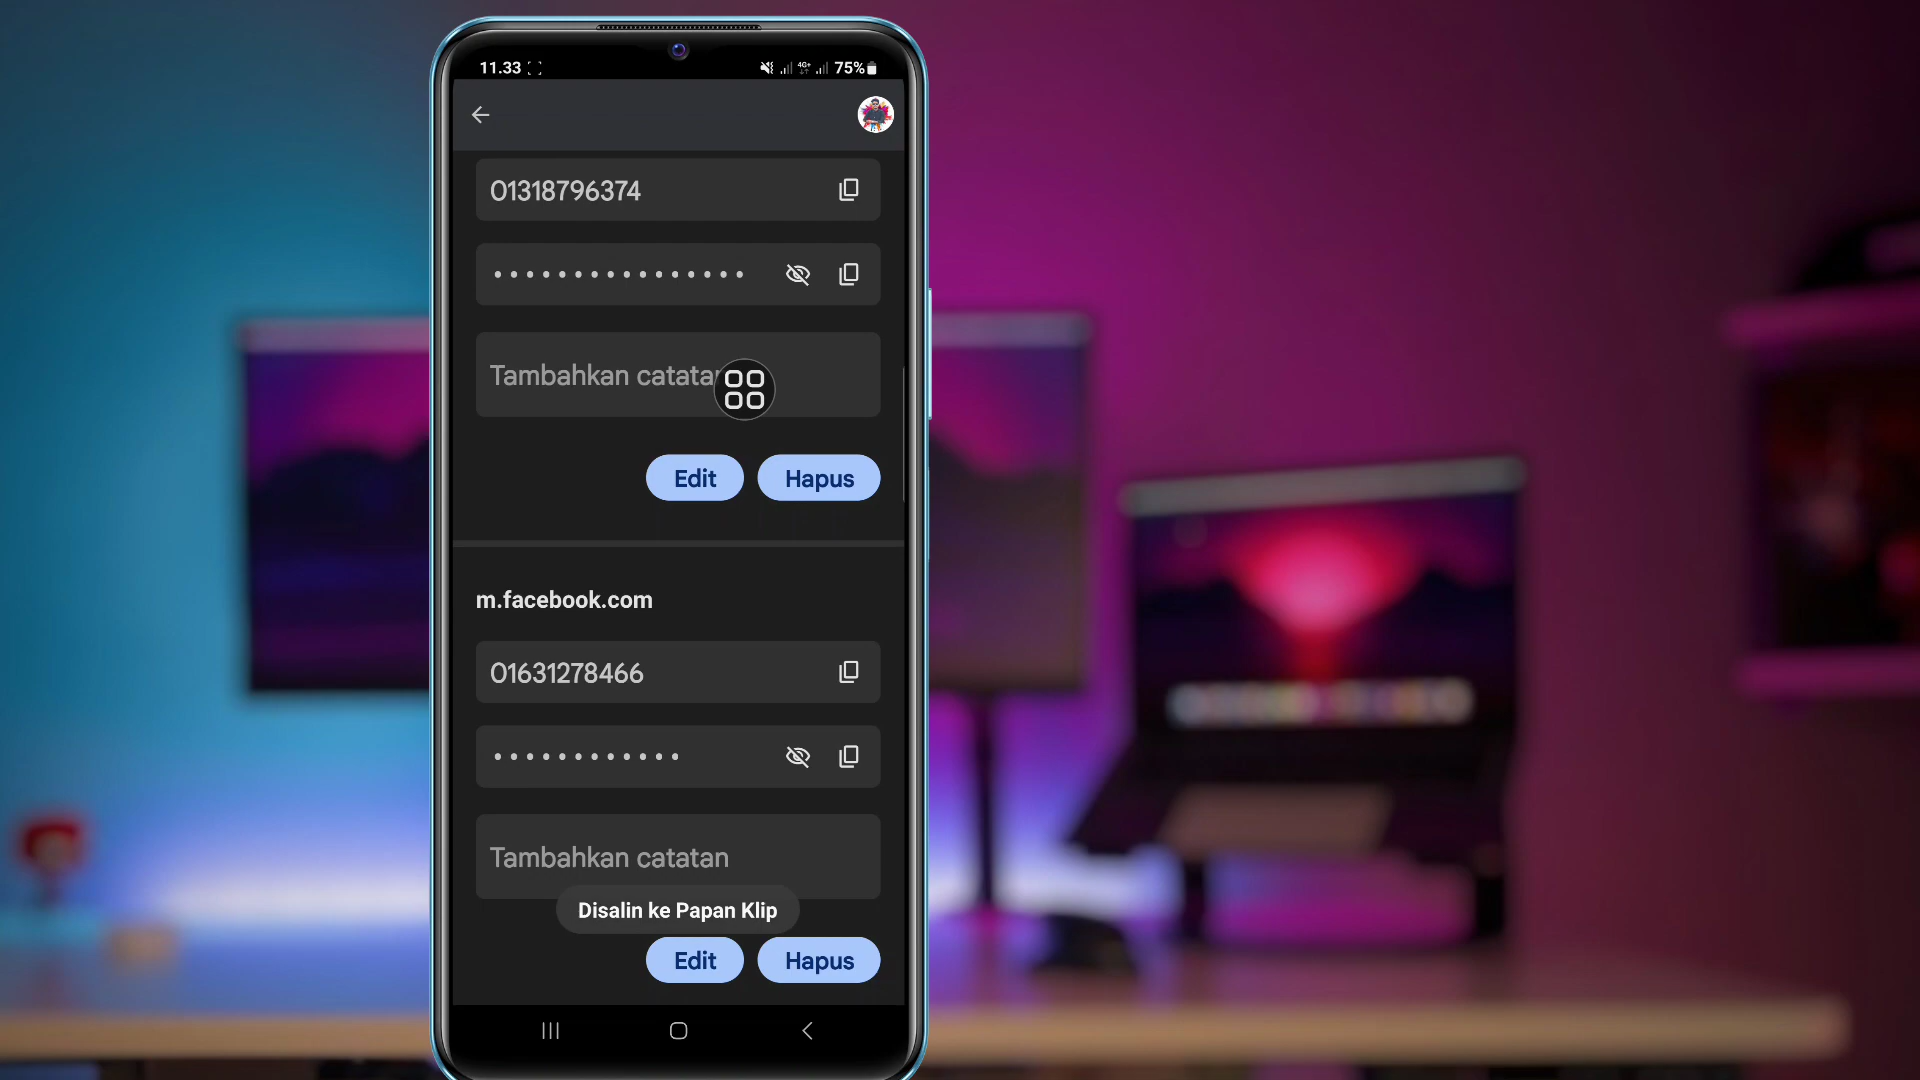 11.33
4G+
75%
01318796374
••••••••••••••••
Tambahkan catatan
Edit
Hapus
m.facebook.com
01631278466
••••••••••••
Tambahkan catatan
Disalin ke Papan Klip
Edit
Hapus